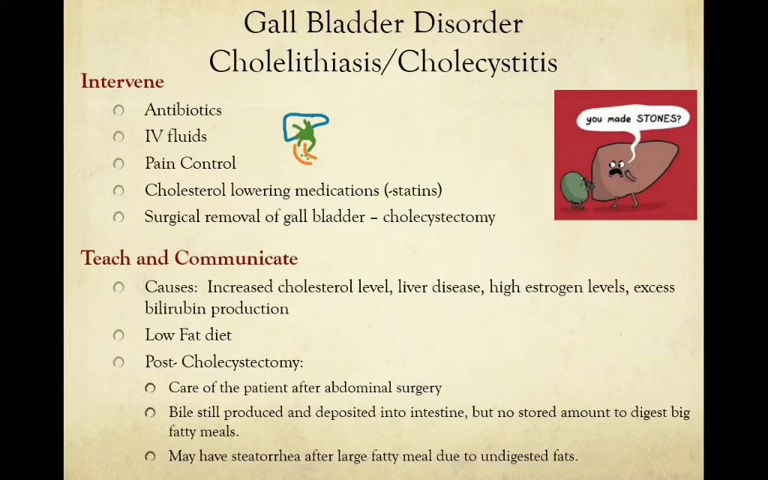 Gall Bladder Disorder
Cholelithiasis/Cholecystitis
Intervene
Antibiotics
IV fluids
Pain Control
Cholesterol lowering medications (-statins)
Surgical removal of gall bladder – cholecystectomy
you made STONES?
Teach and Communicate
Causes: Increased cholesterol level, liver disease, high estrogen levels, excess
bilirubin production
Low Fat diet
Post- Cholecystectomy:
Care of the patient after abdominal surgery
Bile still produced and deposited into intestine, but no stored amount to digest big
fatty meals.
May have steatorrhea after large fatty meal due to undigested fats.